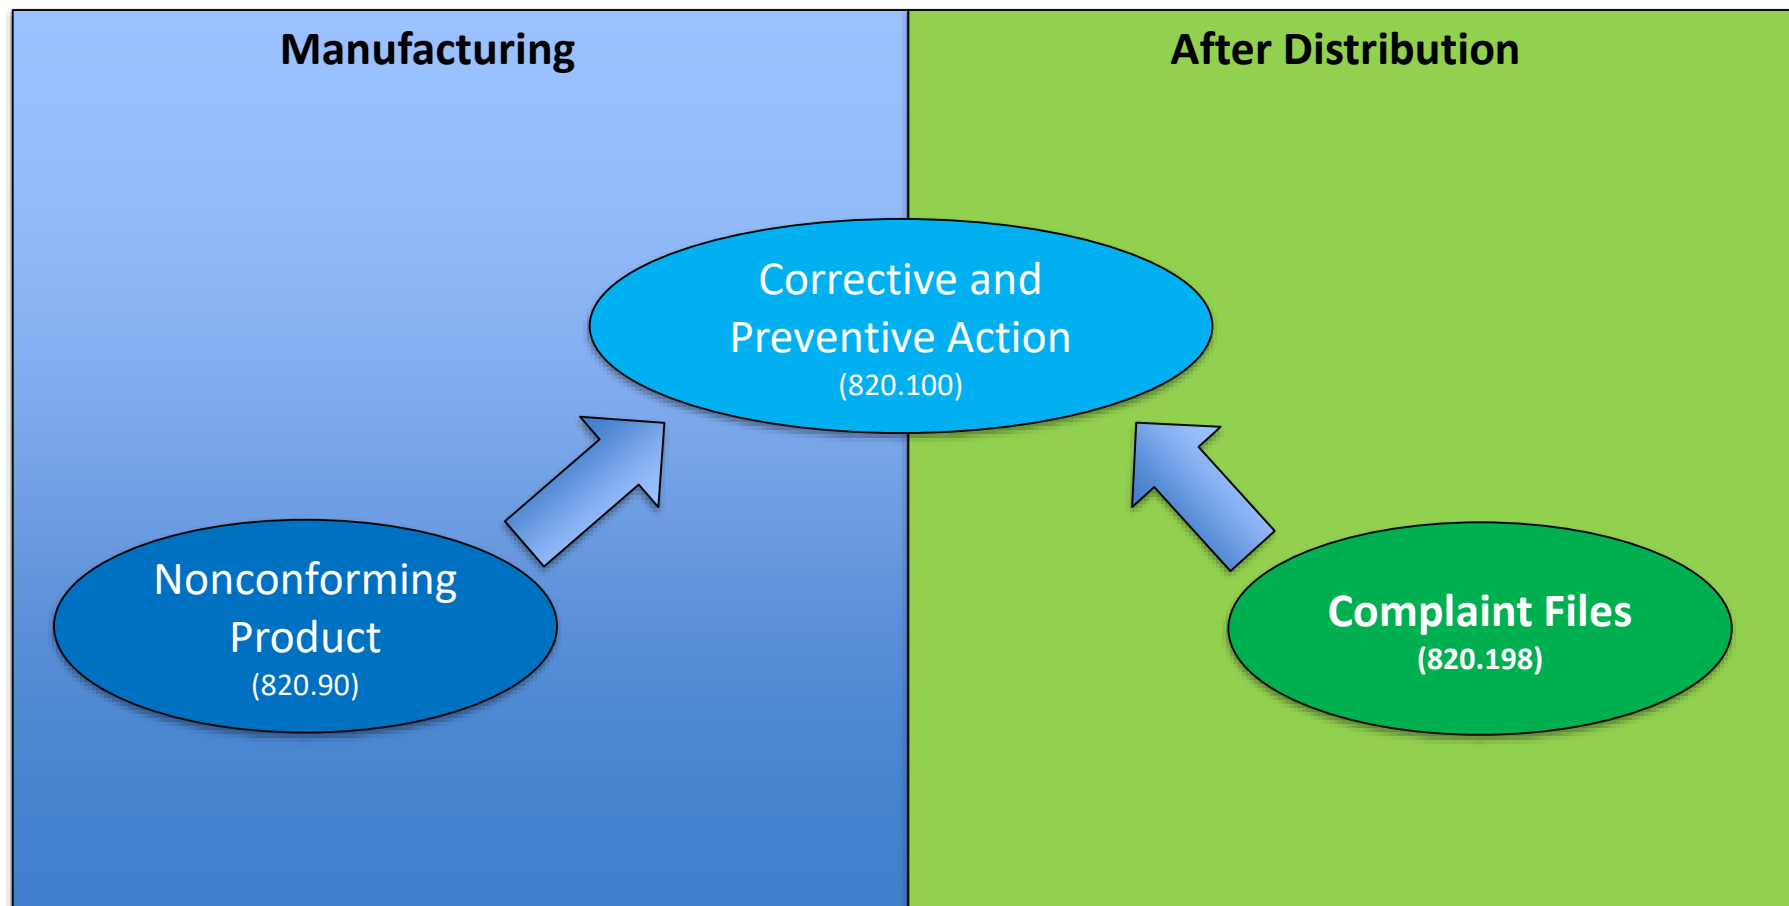 Manufacturing
After Distribution
Corrective and
Preventive Action
(820.100)
Nonconforming
Product
(820.90)
Complaint Files
(820.198)